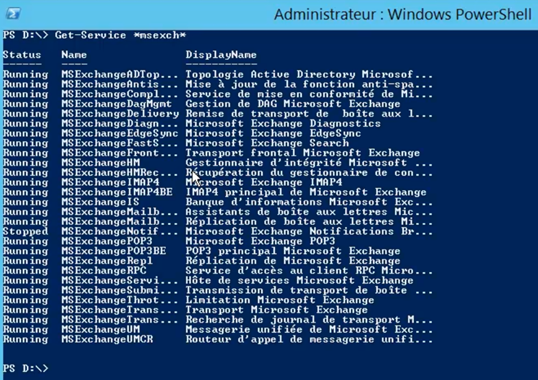 Administrateur : Windows PowerShell
PS D:\> Get-Service *msexch*
Status Name DisplayName
------ ---- -----------
Running MSExchangeADTop... Topologie Active Directory Microsof...
Running MSExchangeAntis... Mise à jour de la fonction anti-spa...
Running MSExchangeCompl... Service de mise en conformité de Mi...
Running MSExchangeDagMgmt Gestion de DAG Microsoft Exchange
Running MSExchangeDelivery Remise de transport de boîte aux l...
Running MSExchangeDiagn... Microsoft Exchange Diagnostics
Running MSExchangeEdgeSync Microsoft Exchange EdgeSync
Running MSExchangeFastS... Microsoft Exchange Search
Running MSExchangeFront... Transport frontal Microsoft Exchange
Running MSExchangeHM Gestionnaire d'intégrité Microsoft ...
Running MSExchangeHMRec... Récupération du gestionnaire de con...
Running MSExchangeIMAP4 Microsoft Exchange IMAP4
Running MSExchangeIMAP4BE IMAP4 principal de Microsoft Exchange
Running MSExchangeIS Banque d'informations Microsoft Exc...
Running MSExchangeMailb... Assistants de boîte aux lettres Mic...
Running MSExchangeMailb... Réplication de boîte aux lettres Mi...
Stopped MSExchangeNotif... Microsoft Exchange Notifications Br...
Running MSExchangePOP3 Microsoft Exchange POP3
Running MSExchangePOP3BE POP3 principal Microsoft Exchange
Running MSExchangeRepl Réplication de Microsoft Exchange
Running MSExchangeRPC Service d'accès au client RPC Micro...
Running MSExchangeServi... Hôte de services Microsoft Exchange
Running MSExchangeSubmi... Transmission de transport de boîte ...
Running MSExchangeThrot... Limitation Microsoft Exchange
Running MSExchangeTrans... Transport Microsoft Exchange
Running MSExchangeTrans... Recherche de journal de transport M...
Running MSExchangeUM Messagerie unifiée de Microsoft Exc...
Running MSExchangeUMCR Routeur d'appel de messagerie unifi...
PS D:\>